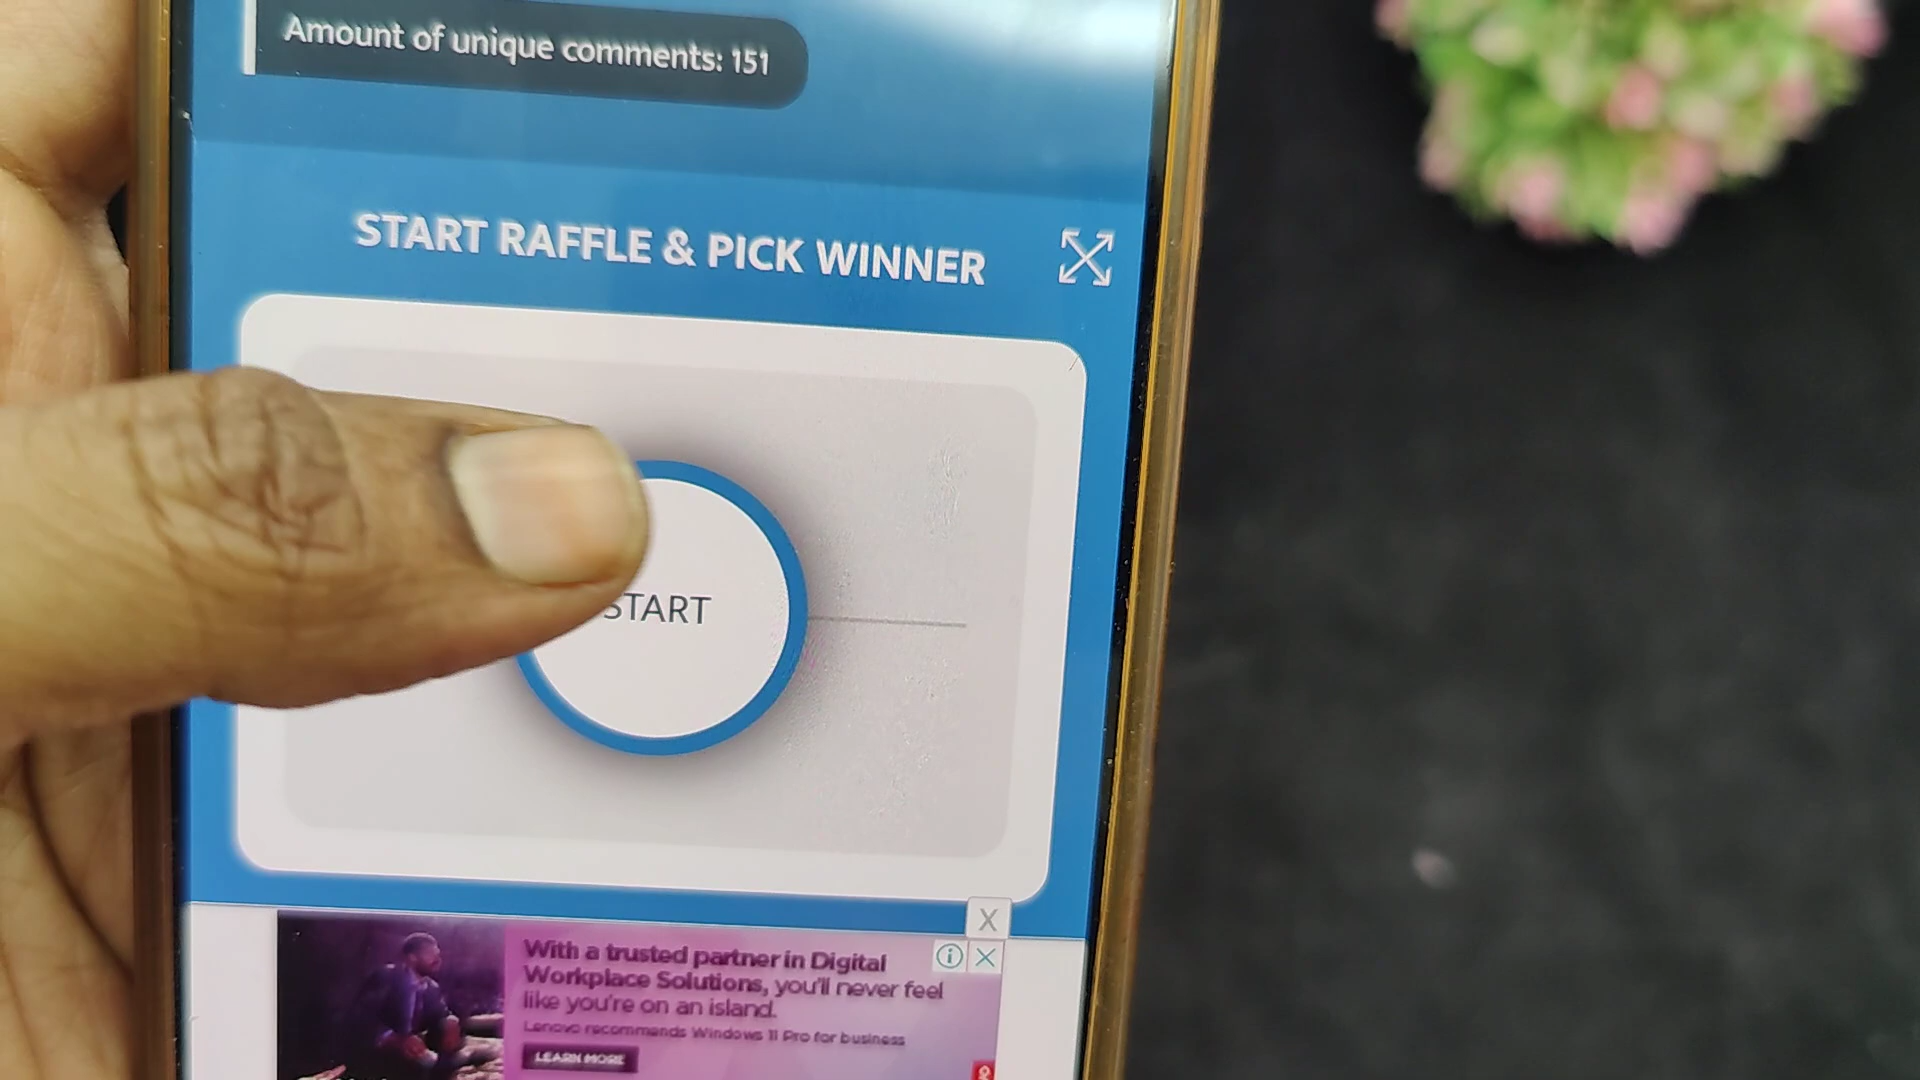 Amount of unique comments: 151
START RAFFLE & PICK WINNER
START
X
With a trusted partner in Digital
Workplace Solutions, you'll never feel
like you're on an island.
Lenovo recommends Windows 11 Pro for business
LEARN MORE